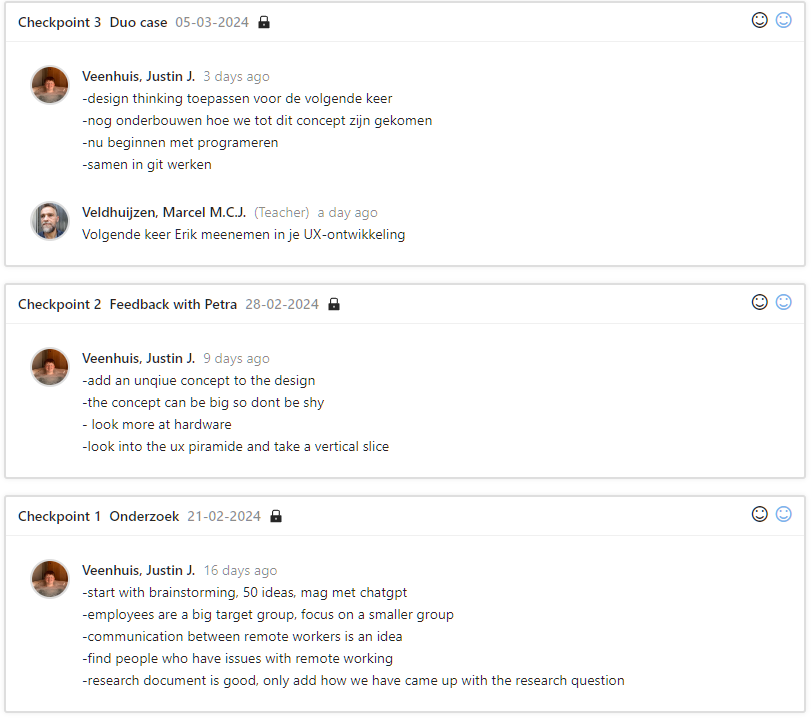 Checkpoint 3 Duo case 05-03-2024
Veenhuis, Justin J. 3 days ago
-design thinking toepassen voor de volgende keer
-nog onderbouwen hoe we tot dit concept zijn gekomen
-nu beginnen met programeren
-samen in git werken
Veldhuijzen, Marcel M.C.J. (Teacher) a day ago
Volgende keer Erik meenemen in je UX-ontwikkeling
Checkpoint 2 Feedback with Petra 28-02-2024
Veenhuis, Justin J. 9 days ago
-add an unqiue concept to the design
-the concept can be big so dont be shy
- look more at hardware
-look into the ux piramide and take a vertical slice
Checkpoint 1 Onderzoek 21-02-2024
Veenhuis, Justin J. 16 days ago
-start with brainstorming, 50 ideas, mag met chatgpt
-employees are a big target group, focus on a smaller group
-communication between remote workers is an idea
-find people who have issues with remote working
-research document is good, only add how we have came up with the research question